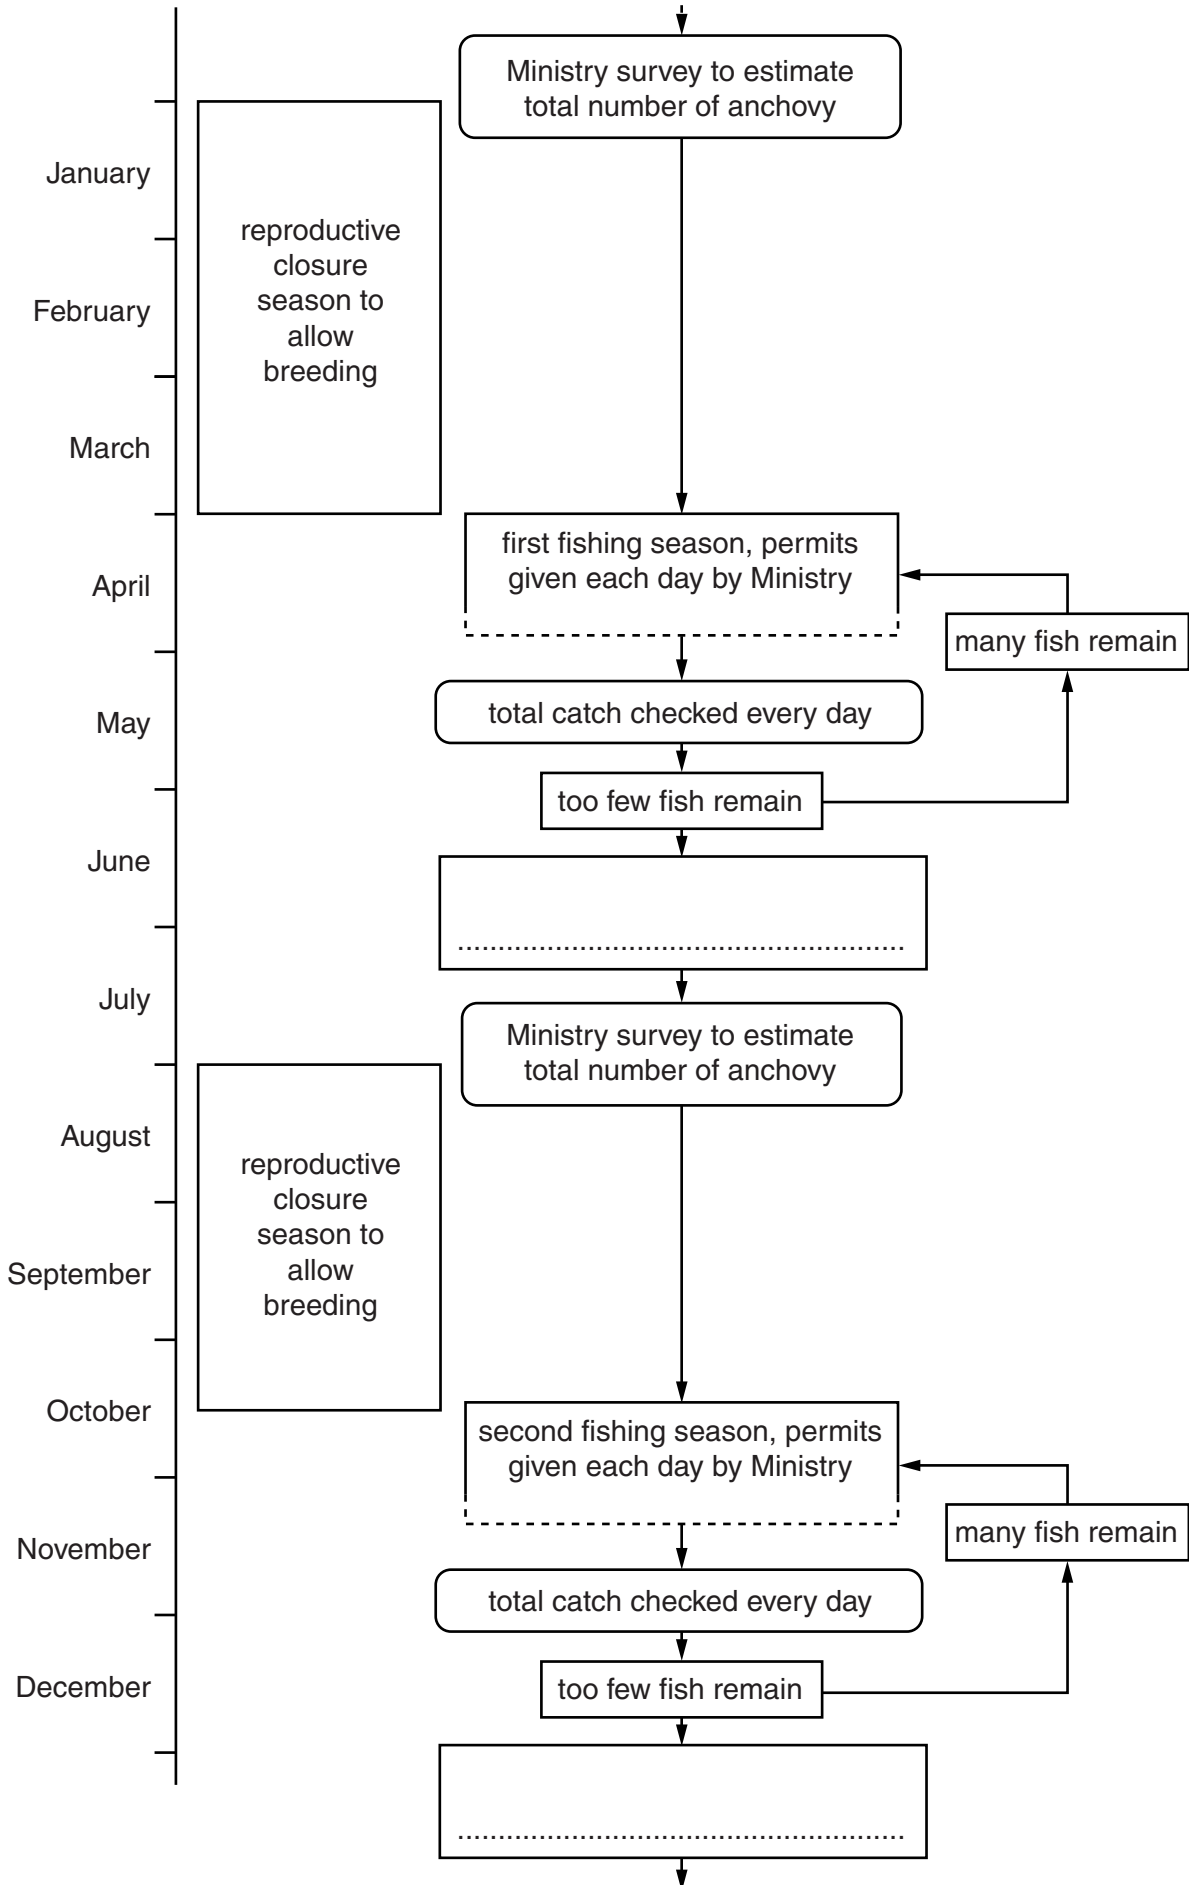 Ministry survey to estimate
total number of anchovy
January
February
March
reproductive
closure
season to
allow
breeding
first fishing season, permits
given each day by Ministry
April
many fish remain
May
total catch checked every day
too few fish remain
June
......................................................
July
Ministry survey to estimate
total number of anchovy
August
reproductive
closure
season to
allow
breeding
September
October
second fishing season, permits
given each day by Ministry
many fish remain
November
total catch checked every day
too few fish remain
December
......................................................